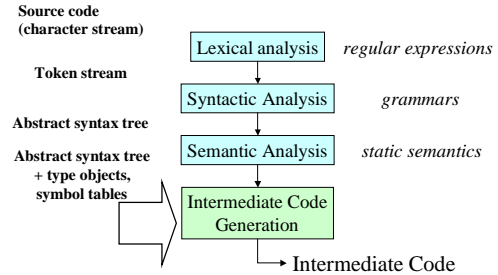 Source code
(character stream)
Lexical analysis
regular expressions
Token stream
Syntactic Analysis
grammars
Abstract syntax tree
Semantic Analysis
static semantics
Abstract syntax tree
+ type objects,
symbol tables
Intermediate Code
Generation
Intermediate Code